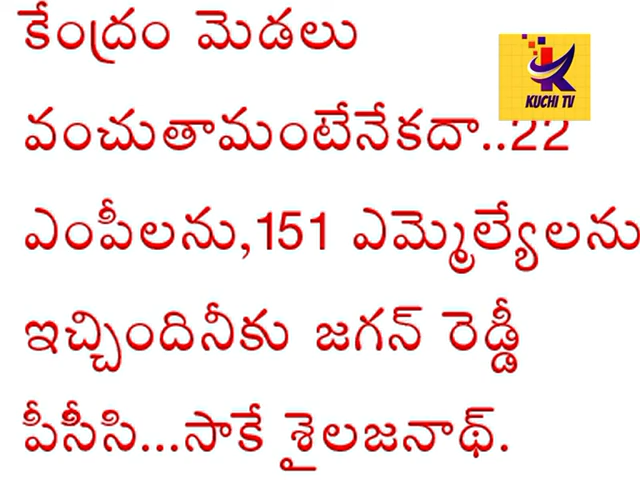 కేంద్రం మెడలు
KUCHI TV
వంచుతామంటేనేకదా..22
ఎంపీలను,151 ఎమ్మెల్యేలను
ఇచ్చిందినీకు జగన్ రెడ్డీ
పీసీసి...సాకే శైలజనాథ్.